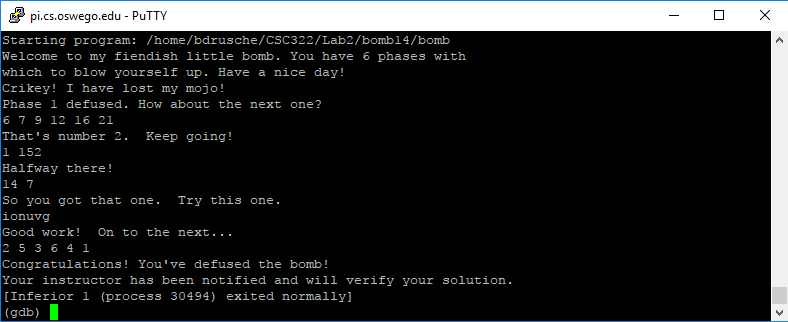 pi.cs.oswego.edu - PuTTY
Starting program: /home/bdrusche/CSC322/Lab2/bomb14/bomb
Welcome to my fiendish little bomb. You have 6 phases with
which to blow yourself up. Have a nice day!
Crikey! I have lost my mojo!
Phase 1 defused. How about the next one?
6 7 9 12 16 21
That's number 2.  Keep going!
1 152
Halfway there!
14 7
So you got that one.  Try this one.
ionuvg
Good work!  On to the next...
2 5 3 6 4 1
Congratulations! You've defused the bomb!
Your instructor has been notified and will verify your solution.
[Inferior 1 (process 30494) exited normally]
(gdb)